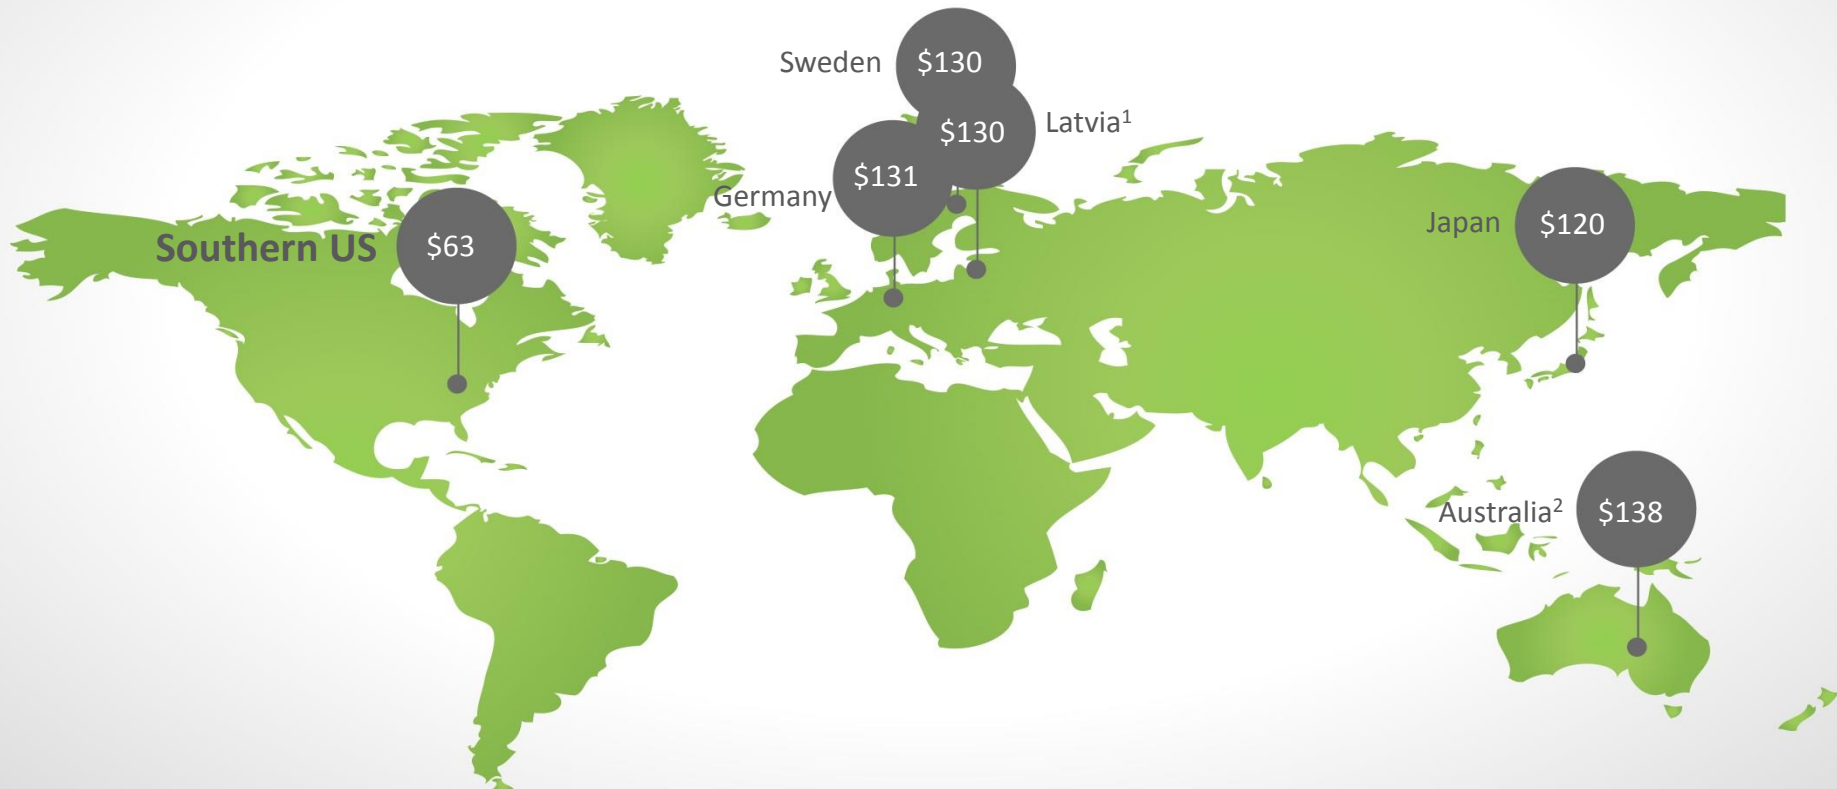 Sweden $130
$130 Latvia¹
Germany $131
Southern US $63
Japan $120
Australia² $138